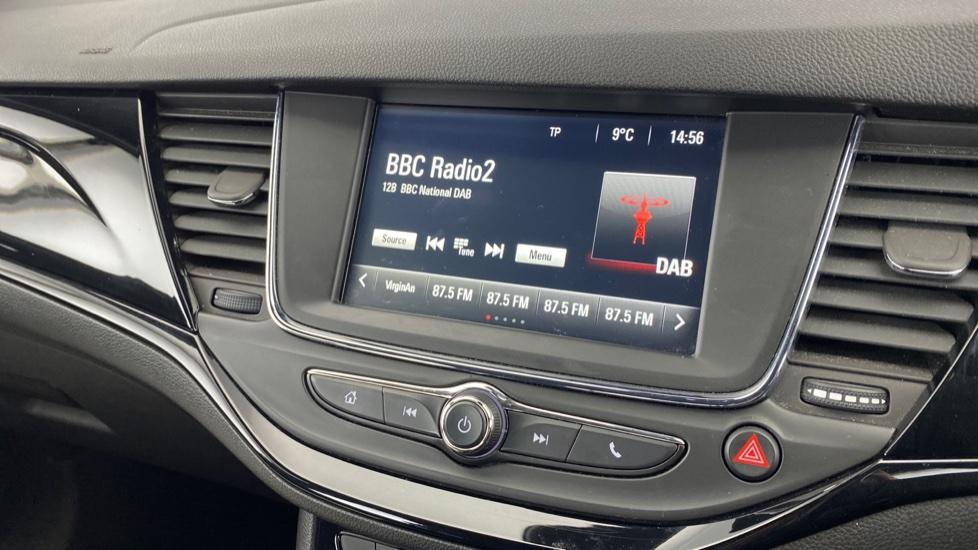 TP 9°C 14:56
BBC Radio2
12B BBC National DAB
Source Tune Menu
DAB
VirginAn 87.5 FM 87.5 FM 87.5 FM 87.5 FM